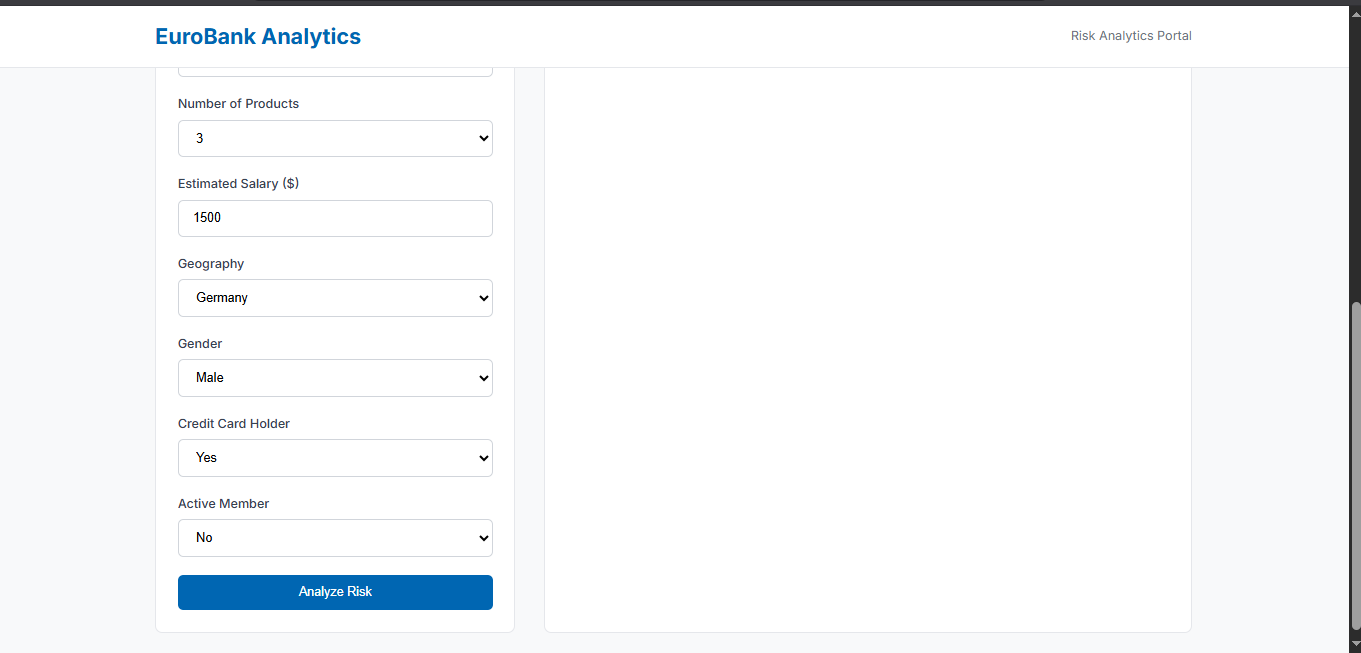 EuroBank Analytics
Risk Analytics Portal
Number of Products
3
Estimated Salary ($)
1500
Geography
Germany
Gender
Male
Credit Card Holder
Yes
Active Member
No
Analyze Risk